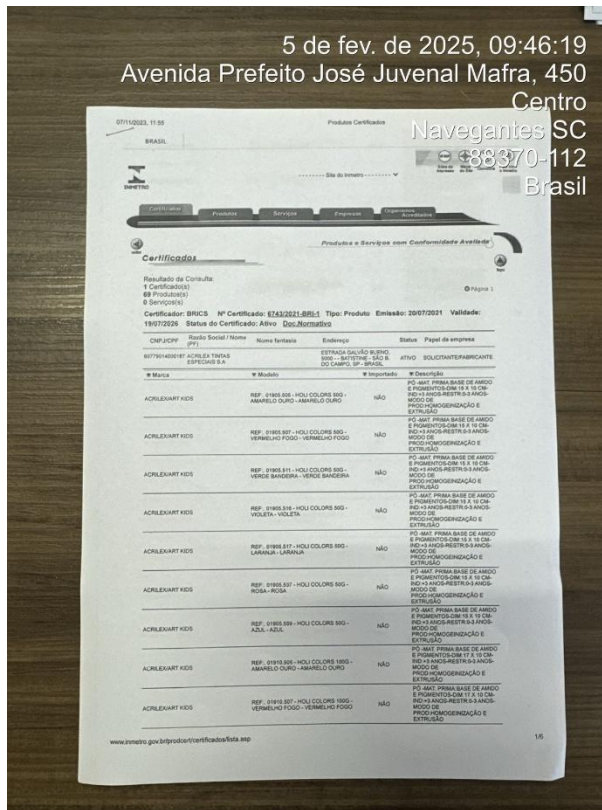 5 de fev. de 2025, 09:46:19
Avenida Prefeito José Juvenal Mafra, 450
Centro
Navegantes SC
88370-112
Brasil
07/11/2023, 11:55
Produtos Certificados
BRASIL
INMETRO
Site do Inmetro
Certificados
Produtos
Serviços
Empresas
Organismos Acreditados
Produtos e Serviços com Conformidade Avaliada
Certificados
Resultado da Consulta:
1 Certificado(s)
69 Produtos(s)
0 Serviços(s)
Página 1
Certificador: BRICS Nº Certificado: 6743/2021-BRI-1 Tipo: Produto Emissão: 20/07/2021 Validade:
19/07/2026 Status do Certificado: Ativo Doc.Normativo
CNPJ/CPF Razão Social / Nome (PF) Nome fantasia Endereço Status Papel da empresa
60779014000187 ACRILEX TINTAS ESPECIAIS S.A ESTRADA GALVÃO BUENO, 5000 - - BATISTINE - SÃO B. DO CAMPO, SP - BRASIL ATIVO SOLICITANTE/FABRICANTE
Marca Modelo Importado Descrição
ACRILEX/ART KIDS REF.: 01905.505 - HOLI COLORS 50G - AMARELO OURO - AMARELO OURO NÃO PÓ -MAT. PRIMA:BASE DE AMIDO E PIGMENTOS-DIM:15 X 10 CM-IND:+3 ANOS-RESTR:0-3 ANOS-MODO DE PROD:HOMOGEINIZAÇÃO E EXTRUSÃO
ACRILEX/ART KIDS REF.: 01905.507 - HOLI COLORS 50G - VERMELHO FOGO - VERMELHO FOGO NÃO PÓ -MAT. PRIMA:BASE DE AMIDO E PIGMENTOS-DIM:15 X 10 CM-IND:+3 ANOS-RESTR:0-3 ANOS-MODO DE PROD:HOMOGEINIZAÇÃO E EXTRUSÃO
ACRILEX/ART KIDS REF.: 01905.511 - HOLI COLORS 50G - VERDE BANDEIRA - VERDE BANDEIRA NÃO PÓ -MAT. PRIMA:BASE DE AMIDO E PIGMENTOS-DIM:15 X 10 CM-IND:+3 ANOS-RESTR:0-3 ANOS-MODO DE PROD:HOMOGEINIZAÇÃO E EXTRUSÃO
ACRILEX/ART KIDS REF.: 01905.516 - HOLI COLORS 50G - VIOLETA - VIOLETA NÃO PÓ -MAT. PRIMA:BASE DE AMIDO E PIGMENTOS-DIM:15 X 10 CM-IND:+3 ANOS-RESTR:0-3 ANOS-MODO DE PROD:HOMOGEINIZAÇÃO E EXTRUSÃO
ACRILEX/ART KIDS REF.: 01905.517 - HOLI COLORS 50G - LARANJA - LARANJA NÃO PÓ -MAT. PRIMA:BASE DE AMIDO E PIGMENTOS-DIM:15 X 10 CM-IND:+3 ANOS-RESTR:0-3 ANOS-MODO DE PROD:HOMOGEINIZAÇÃO E EXTRUSÃO
ACRILEX/ART KIDS REF.: 01905.537 - HOLI COLORS 50G - ROSA - ROSA NÃO PÓ -MAT. PRIMA:BASE DE AMIDO E PIGMENTOS-DIM:15 X 10 CM-IND:+3 ANOS-RESTR:0-3 ANOS-MODO DE PROD:HOMOGEINIZAÇÃO E EXTRUSÃO
ACRILEX/ART KIDS REF.: 01905.559 - HOLI COLORS 50G - AZUL - AZUL NÃO PÓ -MAT. PRIMA:BASE DE AMIDO E PIGMENTOS-DIM:15 X 10 CM-IND:+3 ANOS-RESTR:0-3 ANOS-MODO DE PROD:HOMOGEINIZAÇÃO E EXTRUSÃO
ACRILEX/ART KIDS REF.: 01910.505 - HOLI COLORS 100G - AMARELO OURO - AMARELO OURO NÃO PÓ -MAT. PRIMA:BASE DE AMIDO E PIGMENTOS-DIM:17 X 10 CM-IND:+3 ANOS-RESTR:0-3 ANOS-MODO DE PROD:HOMOGEINIZAÇÃO E EXTRUSÃO
ACRILEX/ART KIDS REF.: 01910.507 - HOLI COLORS 100G - VERMELHO FOGO - VERMELHO FOGO NÃO PÓ -MAT. PRIMA:BASE DE AMIDO E PIGMENTOS-DIM:17 X 10 CM-IND:+3 ANOS-RESTR:0-3 ANOS-MODO DE PROD:HOMOGEINIZAÇÃO E EXTRUSÃO
www.inmetro.gov.br/prodcert/certificados/lista.asp
1/6